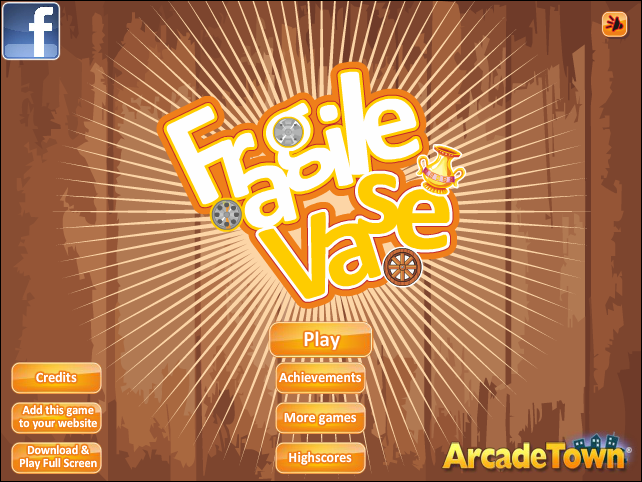 f
Fragile
Vase
Play
Achievements
More games
Highscores
Credits
Add this game
to your website
Download &
Play Full Screen
ArcadeTown®